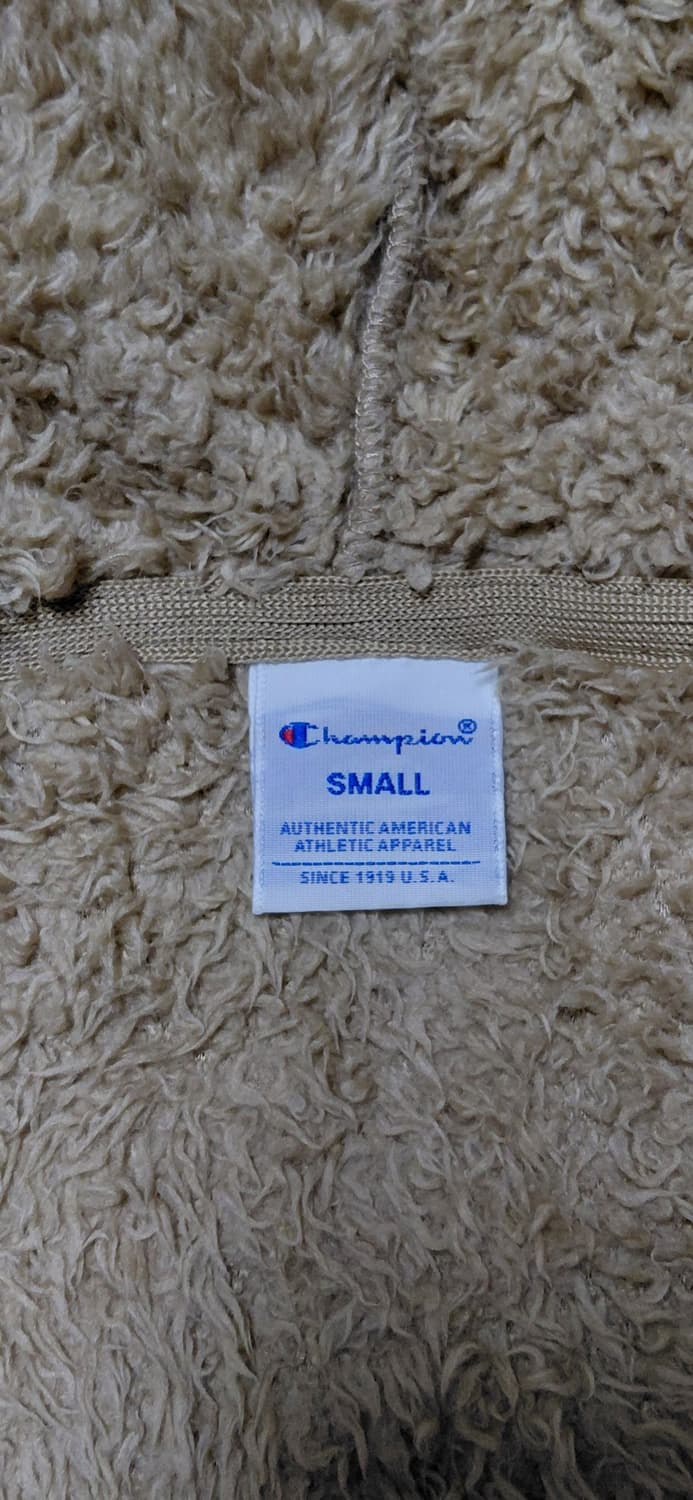 Champion®
SMALL
AUTHENTIC AMERICAN
ATHLETIC APPAREL
SINCE 1919 U.S.A.